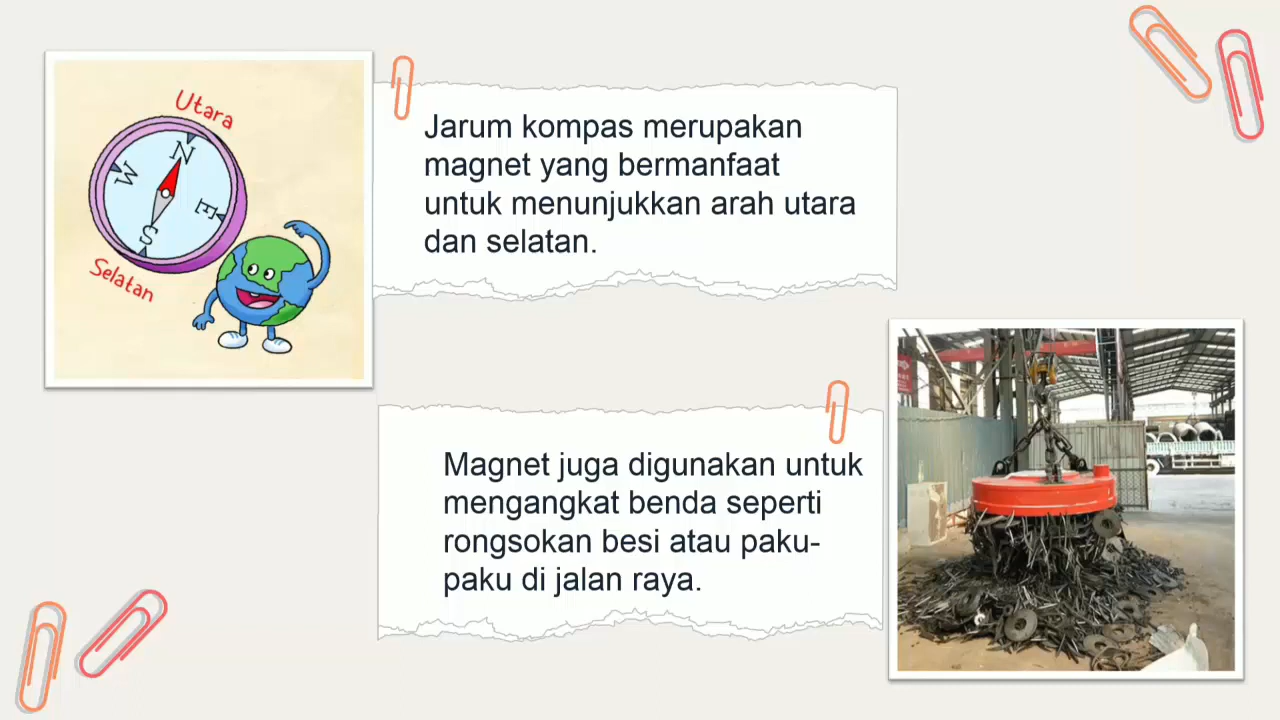 Utara
N
W
E
S
Selatan
Jarum kompas merupakan
magnet yang bermanfaat
untuk menunjukkan arah utara
dan selatan.
Magnet juga digunakan untuk
mengangkat benda seperti
rongsokan besi atau paku-
paku di jalan raya.